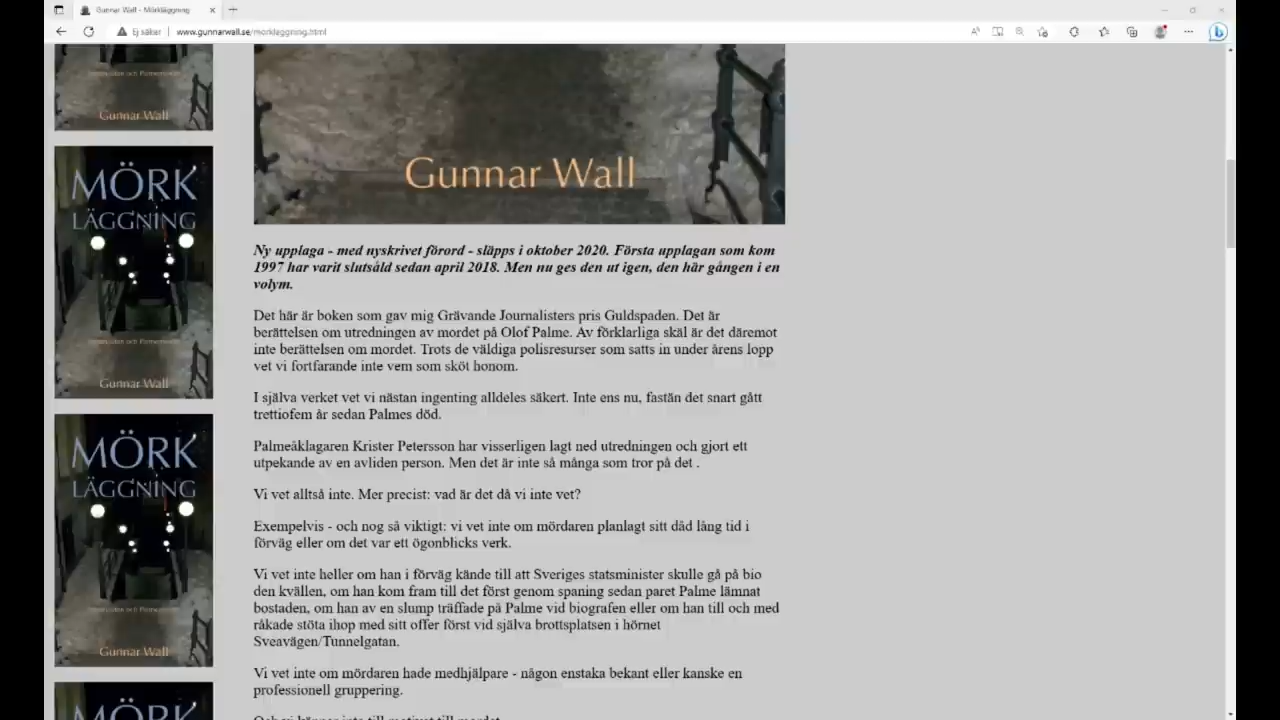 Gunnar Wall - Mörkläggning
Ej säker
www.gunnarwall.se/morklaggning.html
Gunnar Wall
MÖRK
LÄGGNING
Gunnar Wall
MÖRK
LÄGGNING
Gunnar Wall
MÖRK
Gunnar Wall
Ny upplaga - med nyskrivet förord - släpps i oktober 2020. Första upplagan som kom
1997 har varit slutsåld sedan april 2018. Men nu ges den ut igen, den här gången i en
volym.
Det här är boken som gav mig Grävande Journalisters pris Guldspaden. Det är
berättelsen om utredningen av mordet på Olof Palme. Av förklarliga skäl är det däremot
inte berättelsen om mordet. Trots de väldiga polisresurser som satts in under årens lopp
vet vi fortfarande inte vem som sköt honom.
I själva verket vet vi nästan ingenting alldeles säkert. Inte ens nu, fastän det snart gått
trettiofem år sedan Palmes död.
Palmeåklagaren Krister Petersson har visserligen lagt ned utredningen och gjort ett
utpekande av en avliden person. Men det är inte så många som tror på det .
Vi vet alltså inte. Mer precist: vad är det då vi inte vet?
Exempelvis - och nog så viktigt: vi vet inte om mördaren planlagt sitt dåd lång tid i
förväg eller om det var ett ögonblicks verk.
Vi vet inte heller om han i förväg kände till att Sveriges statsminister skulle gå på bio
den kvällen, om han kom fram till det först genom spaning sedan paret Palme lämnat
bostaden, om han av en slump träffade på Palme vid biografen eller om han till och med
råkade stöta ihop med sitt offer först vid själva brottsplatsen i hörnet
Sveavägen/Tunnelgatan.
Vi vet inte om mördaren hade medhjälpare - någon enstaka bekant eller kanske en
professionell gruppering.